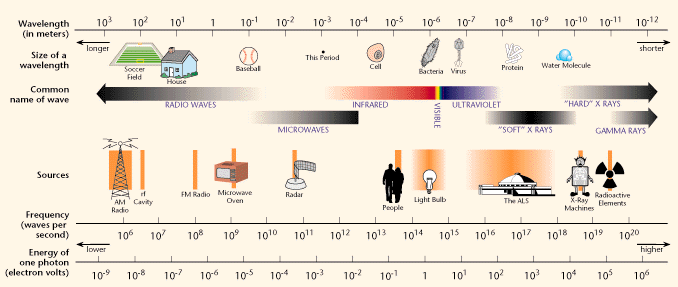 Wavelength
(in meters)
10³ 10² 10¹ 1 10⁻¹ 10⁻² 10⁻³ 10⁻⁴ 10⁻⁵ 10⁻⁶ 10⁻⁷ 10⁻⁸ 10⁻⁹ 10⁻¹⁰ 10⁻¹¹ 10⁻¹²
longer
shorter
Size of a
wavelength
Soccer
Field
House
Baseball
This Period
Cell
Bacteria
Virus
Protein
Water Molecule
Common
name of wave
RADIO WAVES
INFRARED
VISIBLE
ULTRAVIOLET
"HARD" X RAYS
MICROWAVES
"SOFT" X RAYS
GAMMA RAYS
Sources
AM
Radio
rf
Cavity
FM Radio
Microwave
Oven
Radar
People
Light Bulb
The ALS
X-Ray
Machines
Radioactive
Elements
Frequency
(waves per
second)
10⁶ 10⁷ 10⁸ 10⁹ 10¹⁰ 10¹¹ 10¹² 10¹³ 10¹⁴ 10¹⁵ 10¹⁶ 10¹⁷ 10¹⁸ 10¹⁹ 10²⁰
lower
higher
Energy of
one photon
(electron volts)
10⁻⁹ 10⁻⁸ 10⁻⁷ 10⁻⁶ 10⁻⁵ 10⁻⁴ 10⁻³ 10⁻² 10⁻¹ 1 10¹ 10² 10³ 10⁴ 10⁵ 10⁶